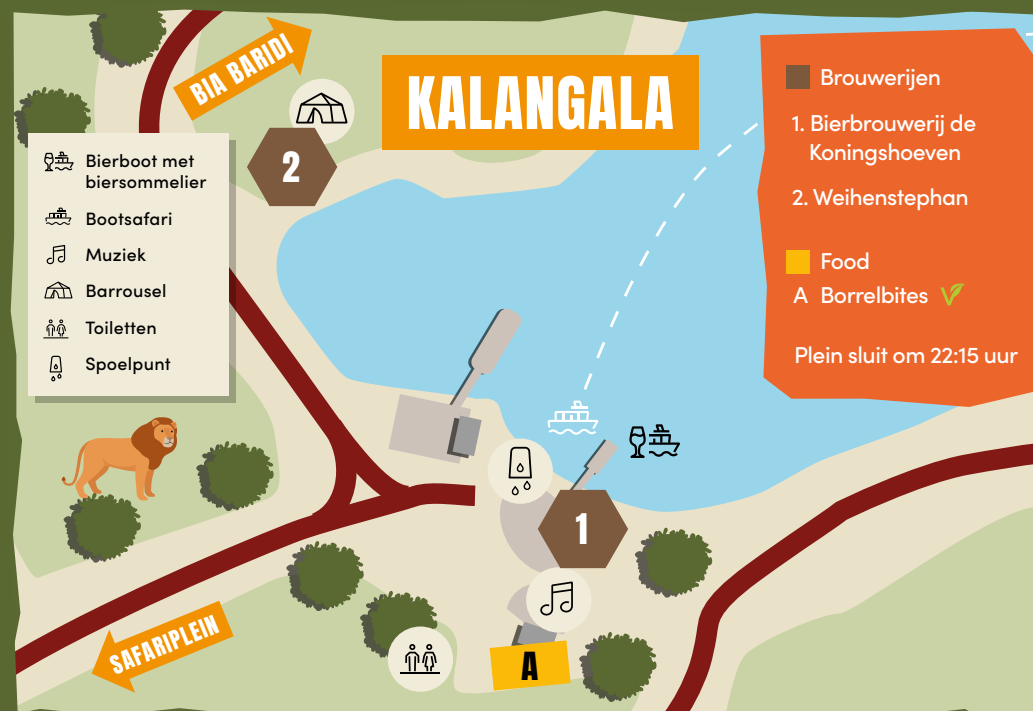 BIA BARIDI
KALANGALA
2
Bierboot met
biersommelier
Bootsafari
Muziek
Barrousel
Toiletten
Spoelpunt
Brouwerijen
1. Bierbrouwerij de
Koningshoeven
2. Weihenstephan
Food
A Borrelbites
Plein sluit om 22:15 uur
1
SAFARIPLEIN
A